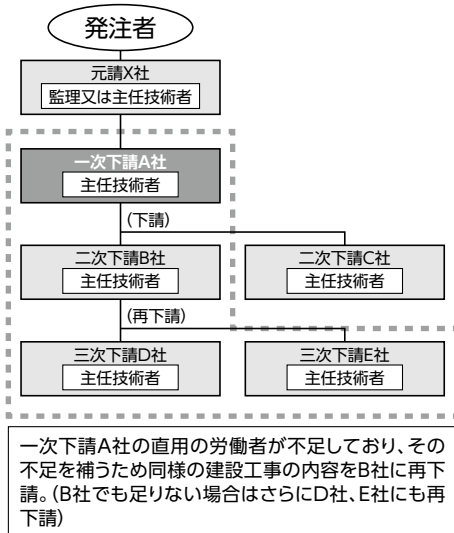 発注者
元請X社
監理又は主任技術者
一次下請A社
主任技術者
(下請)
二次下請B社
主任技術者
二次下請C社
主任技術者
(再下請)
三次下請D社
主任技術者
三次下請E社
主任技術者
一次下請A社の直用の労働者が不足しており、その
不足を補うため同様の建設工事の内容をB社に再下
請。(B社でも足りない場合はさらにD社、E社にも再
下請)